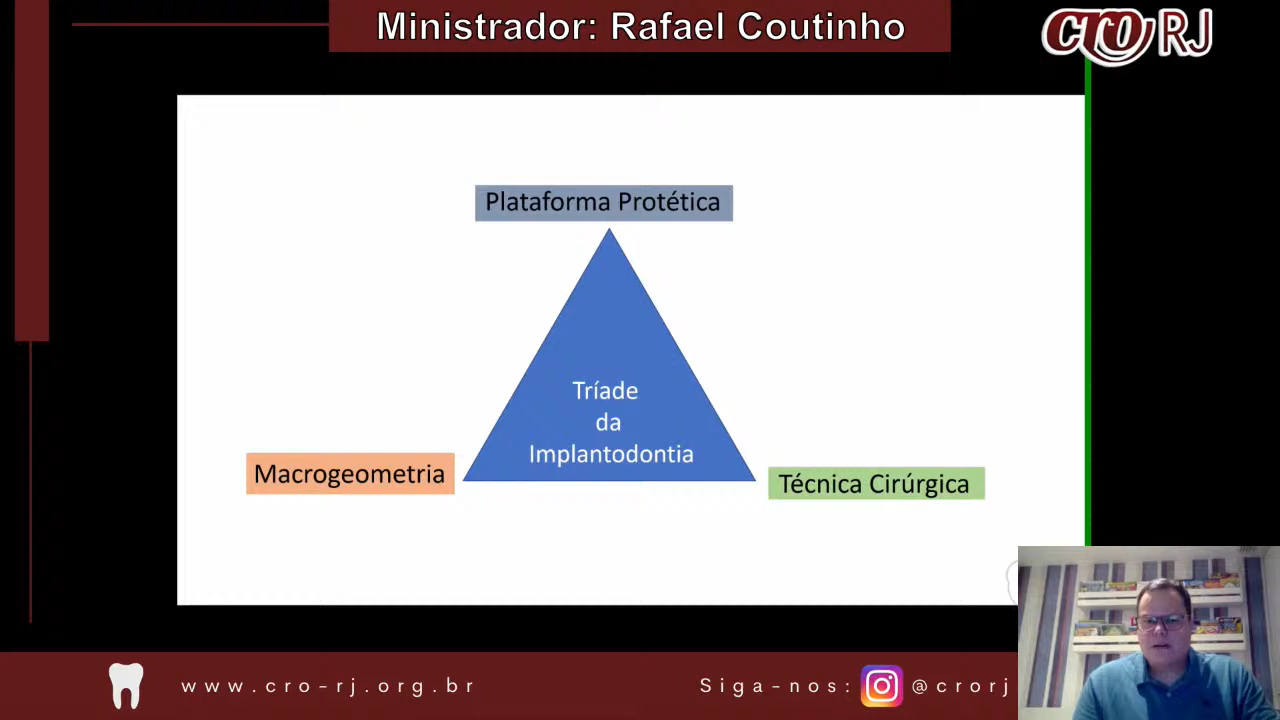 Ministrador: Rafael Coutinho
CRO RJ
Plataforma Protética
Tríade
da
Implantodontia
Macrogeometria
Técnica Cirúrgica
www.cro-rj.org.br
Siga-nos: @crorj